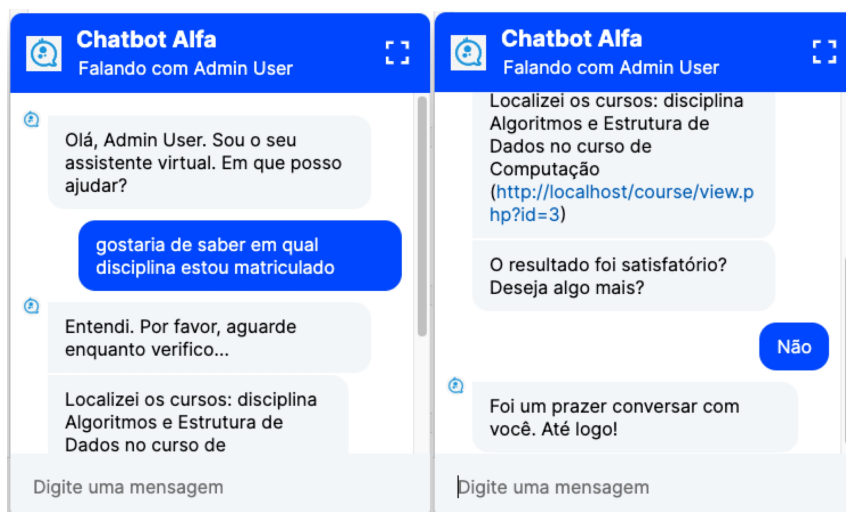 Chatbot Alfa
Falando com Admin User
Olá, Admin User. Sou o seu
assistente virtual. Em que posso
ajudar?
gostaria de saber em qual
disciplina estou matriculado
Entendi. Por favor, aguarde
enquanto verifico...
Localizei os cursos: disciplina
Algoritmos e Estrutura de
Dados no curso de
Digite uma mensagem
Chatbot Alfa
Falando com Admin User
Localizei os cursos: disciplina
Algoritmos e Estrutura de
Dados no curso de
Computação
(http://localhost/course/view.p
hp?id=3)
O resultado foi satisfatório?
Deseja algo mais?
Não
Foi um prazer conversar com
você. Até logo!
Digite uma mensagem